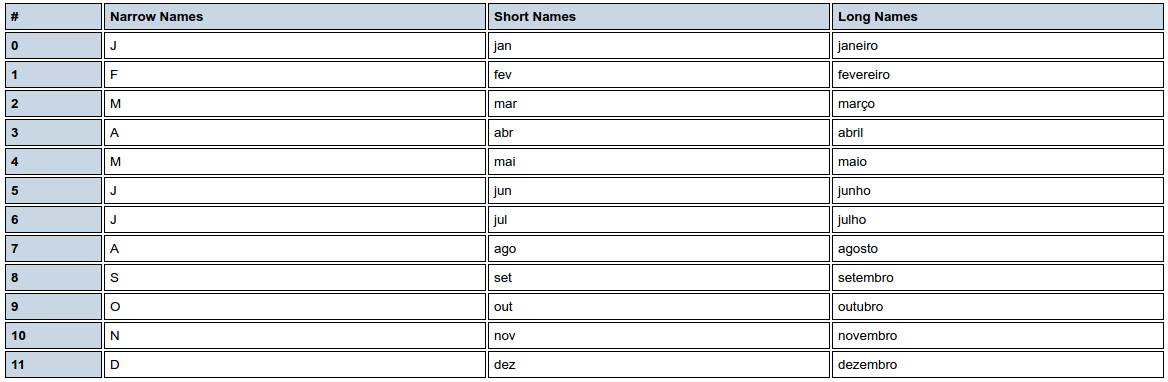 # Narrow Names Short Names Long Names
0 J jan janeiro
1 F fev fevereiro
2 M mar março
3 A abr abril
4 M mai maio
5 J jun junho
6 J jul julho
7 A ago agosto
8 S set setembro
9 O out outubro
10 N nov novembro
11 D dez dezembro